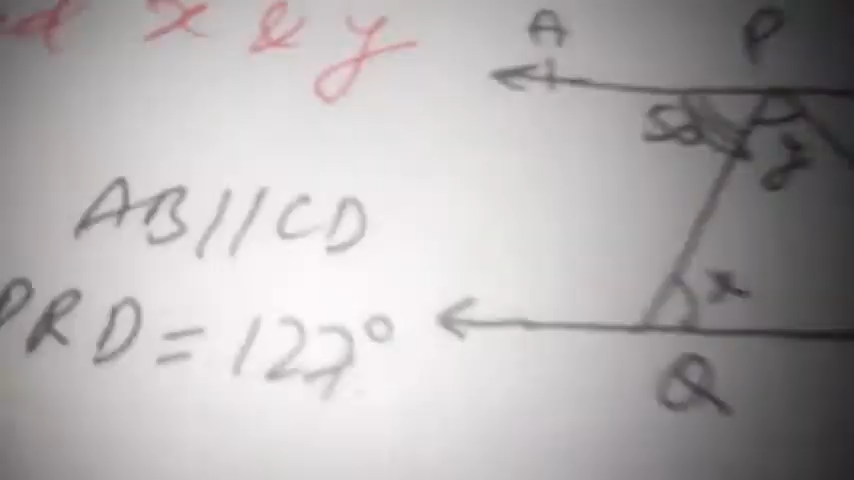 x & y
A P
50
y
AB//CD
x
PRD = 127°
Q